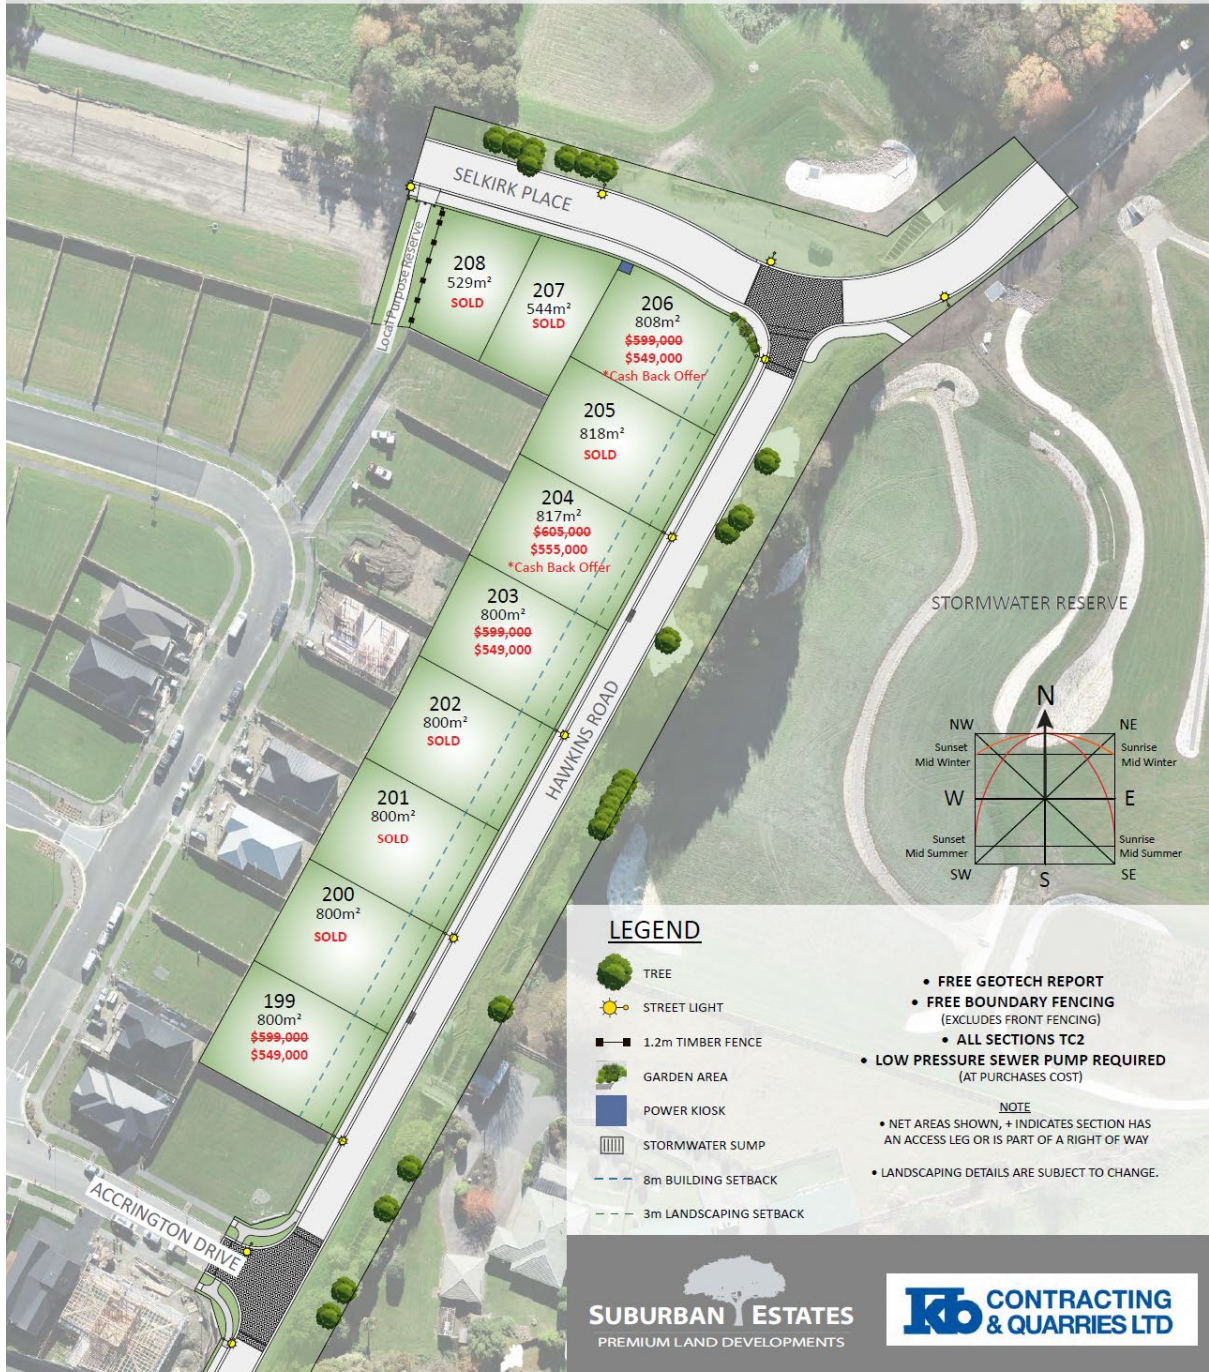 SELKIRK PLACE
Local Purpose Reserve
208
529m²
SOLD
207
544m²
SOLD
206
808m²
$599,000
$549,000
*Cash Back Offer
205
818m²
SOLD
204
817m²
$605,000
$555,000
*Cash Back Offer
203
800m²
$599,000
$549,000
202
800m²
SOLD
201
800m²
SOLD
200
800m²
SOLD
199
800m²
$599,000
$549,000
HAWKINS ROAD
ACCRINGTON DRIVE
STORMWATER RESERVE
N
NW
NE
Sunset
Mid Winter
Sunrise
Mid Winter
W
E
Sunset
Mid Summer
Sunrise
Mid Summer
SW
S
SE
LEGEND
TREE
STREET LIGHT
1.2m TIMBER FENCE
GARDEN AREA
POWER KIOSK
STORMWATER SUMP
8m BUILDING SETBACK
3m LANDSCAPING SETBACK
• FREE GEOTECH REPORT
• FREE BOUNDARY FENCING
(EXCLUDES FRONT FENCING)
• ALL SECTIONS TC2
• LOW PRESSURE SEWER PUMP REQUIRED
(AT PURCHASES COST)
NOTE
• NET AREAS SHOWN, + INDICATES SECTION HAS
AN ACCESS LEG OR IS PART OF A RIGHT OF WAY
• LANDSCAPING DETAILS ARE SUBJECT TO CHANGE.
SUBURBAN ESTATES
PREMIUM LAND DEVELOPMENTS
Kb CONTRACTING
& QUARRIES LTD